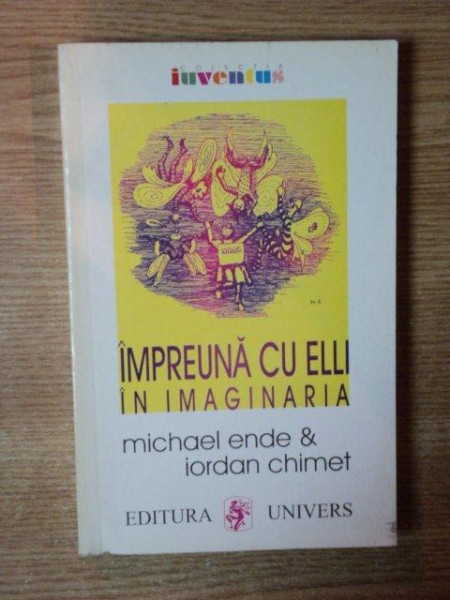 COLECȚIA
iuventus
ÎMPREUNĂ CU ELLI
ÎN IMAGINARIA
michael ende &
iordan chimet
EDITURA UNIVERS